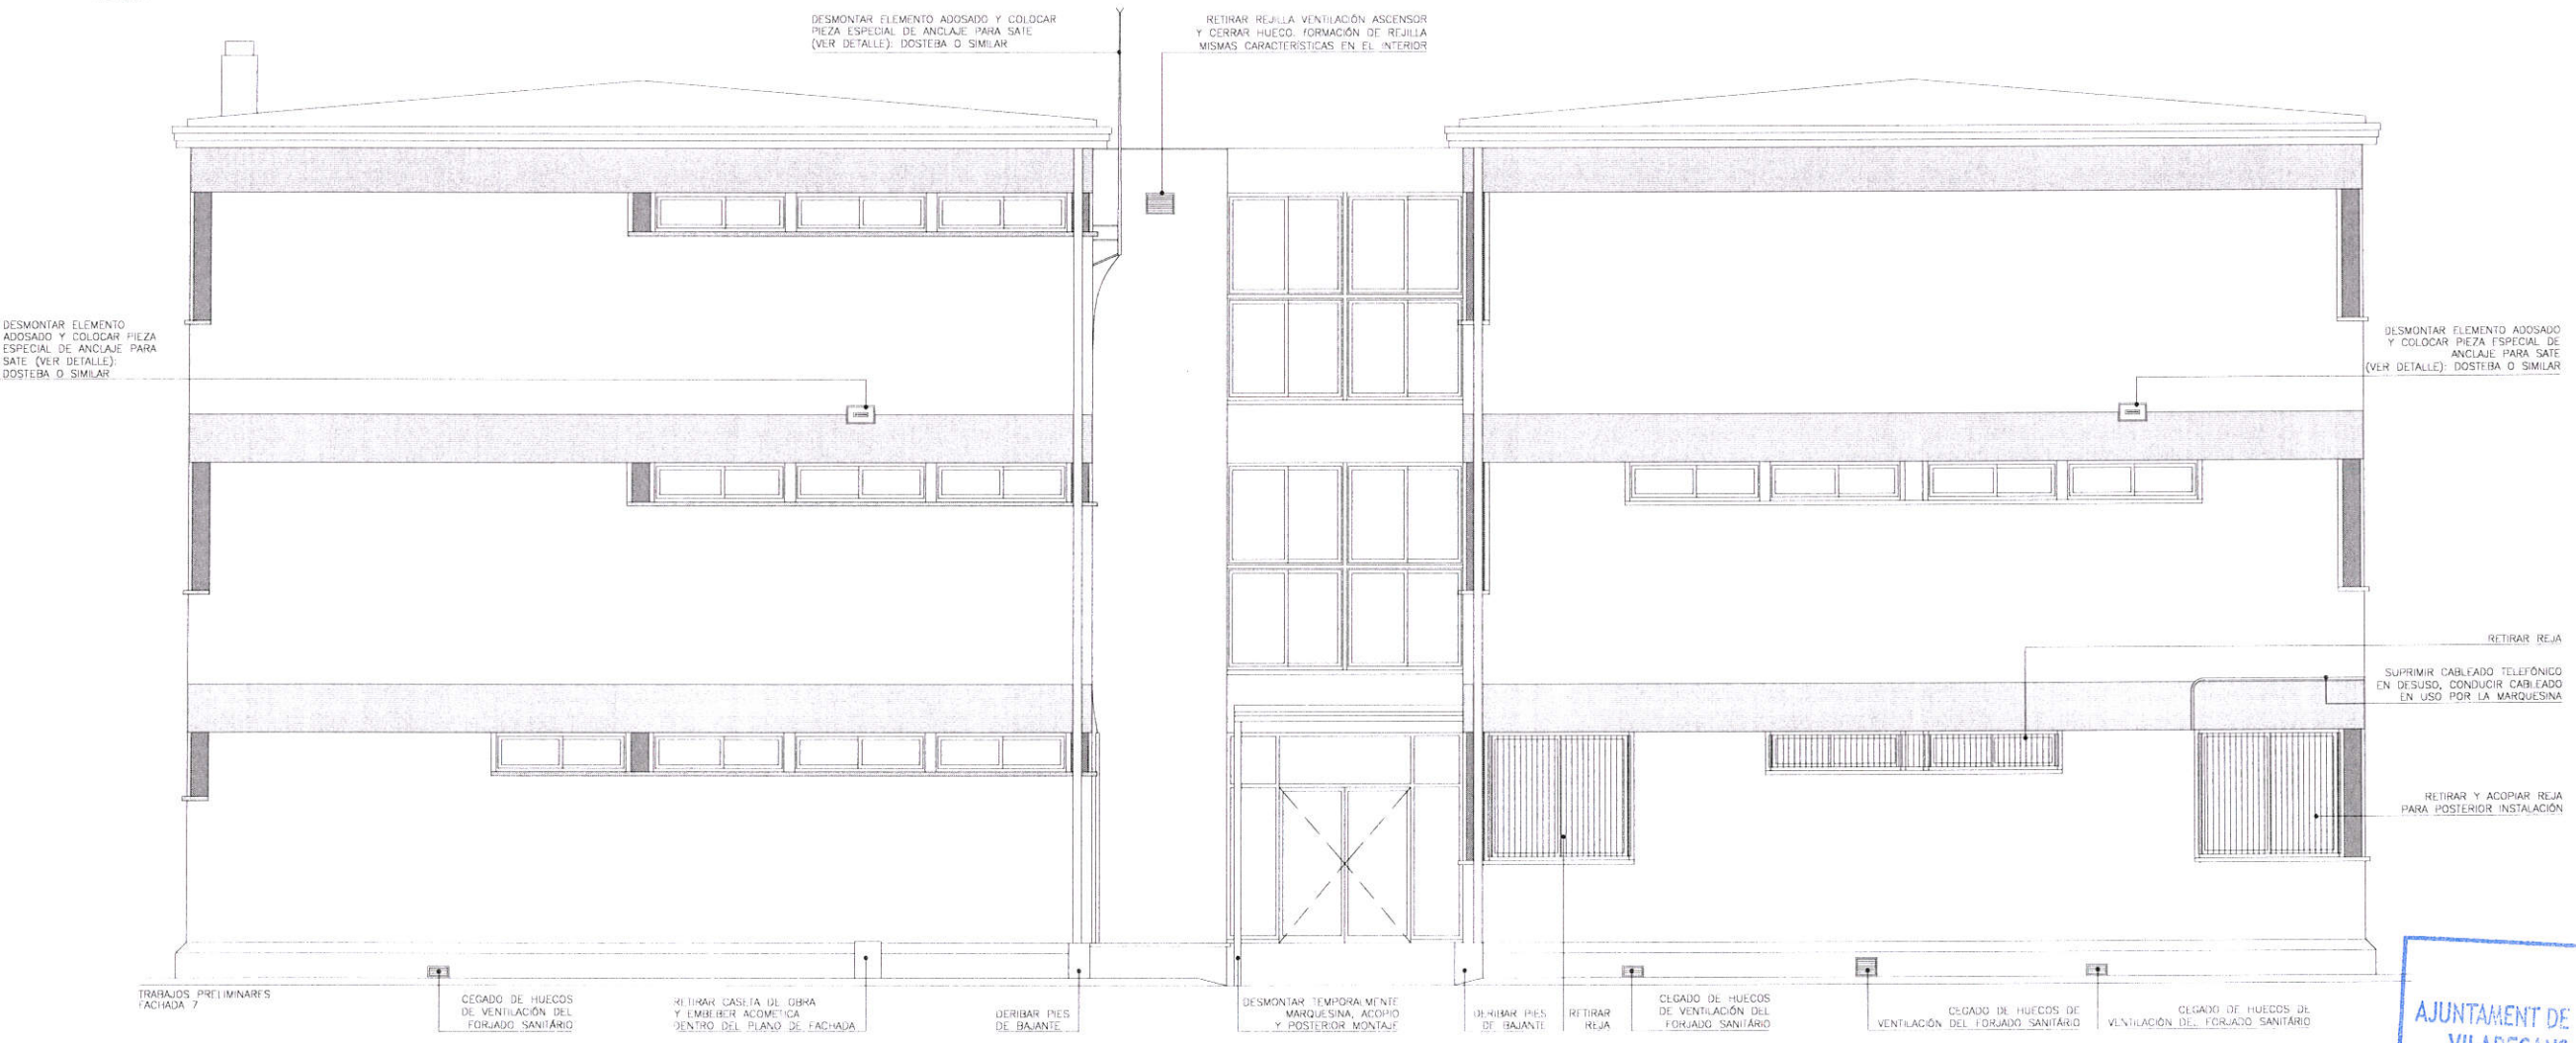 DESMONTAR ELEMENTO ADOSADO Y COLOCAR
PIEZA ESPECIAL DE ANCLAJE PARA SATE
(VER DETALLE): DOSTEBA O SIMILAR
RETIRAR REJILLA VENTILACIÓN ASCENSOR
Y CERRAR HUECO. FORMACIÓN DE REJILLA
MISMAS CARACTERÍSTICAS EN EL INTERIOR
DESMONTAR ELEMENTO
ADOSADO Y COLOCAR PIEZA
ESPECIAL DE ANCLAJE PARA
SATE (VER DETALLE):
DOSTEBA O SIMILAR
DESMONTAR ELEMENTO ADOSADO
Y COLOCAR PIEZA ESPECIAL DE
ANCLAJE PARA SATE
(VER DETALLE): DOSTEBA O SIMILAR
RETIRAR REJA
SUPRIMIR CABLEADO TELEFÓNICO
EN DESUSO, CONDUCIR CABLEADO
EN USO POR LA MARQUESINA
RETIRAR Y ACOPIAR REJA
PARA POSTERIOR INSTALACIÓN
TRABAJOS PRELIMINARES
FACHADA 7
CEGADO DE HUECOS
DE VENTILACIÓN DEL
FORJADO SANITÁRIO
RETIRAR CASETA DE OBRA
Y EMBEBER ACOMETICA
DENTRO DEL PLANO DE FACHADA
DERIBAR PIES
DE BAJANTE
DESMONTAR TEMPORALMENTE
MARQUESINA, ACOPIO
Y POSTERIOR MONTAJE
DERIBAR PIES
DE BAJANTE
RETIRAR
REJA
CEGADO DE HUECOS
DE VENTILACIÓN DEL
FORJADO SANITÁRIO
CEGADO DE HUECOS DE
VENTILACIÓN DEL FORJADO SANITÁRIO
CEGADO DE HUECOS DE
VENTILACIÓN DEL FORJADO SANITÁRIO
AJUNTAMENT DE